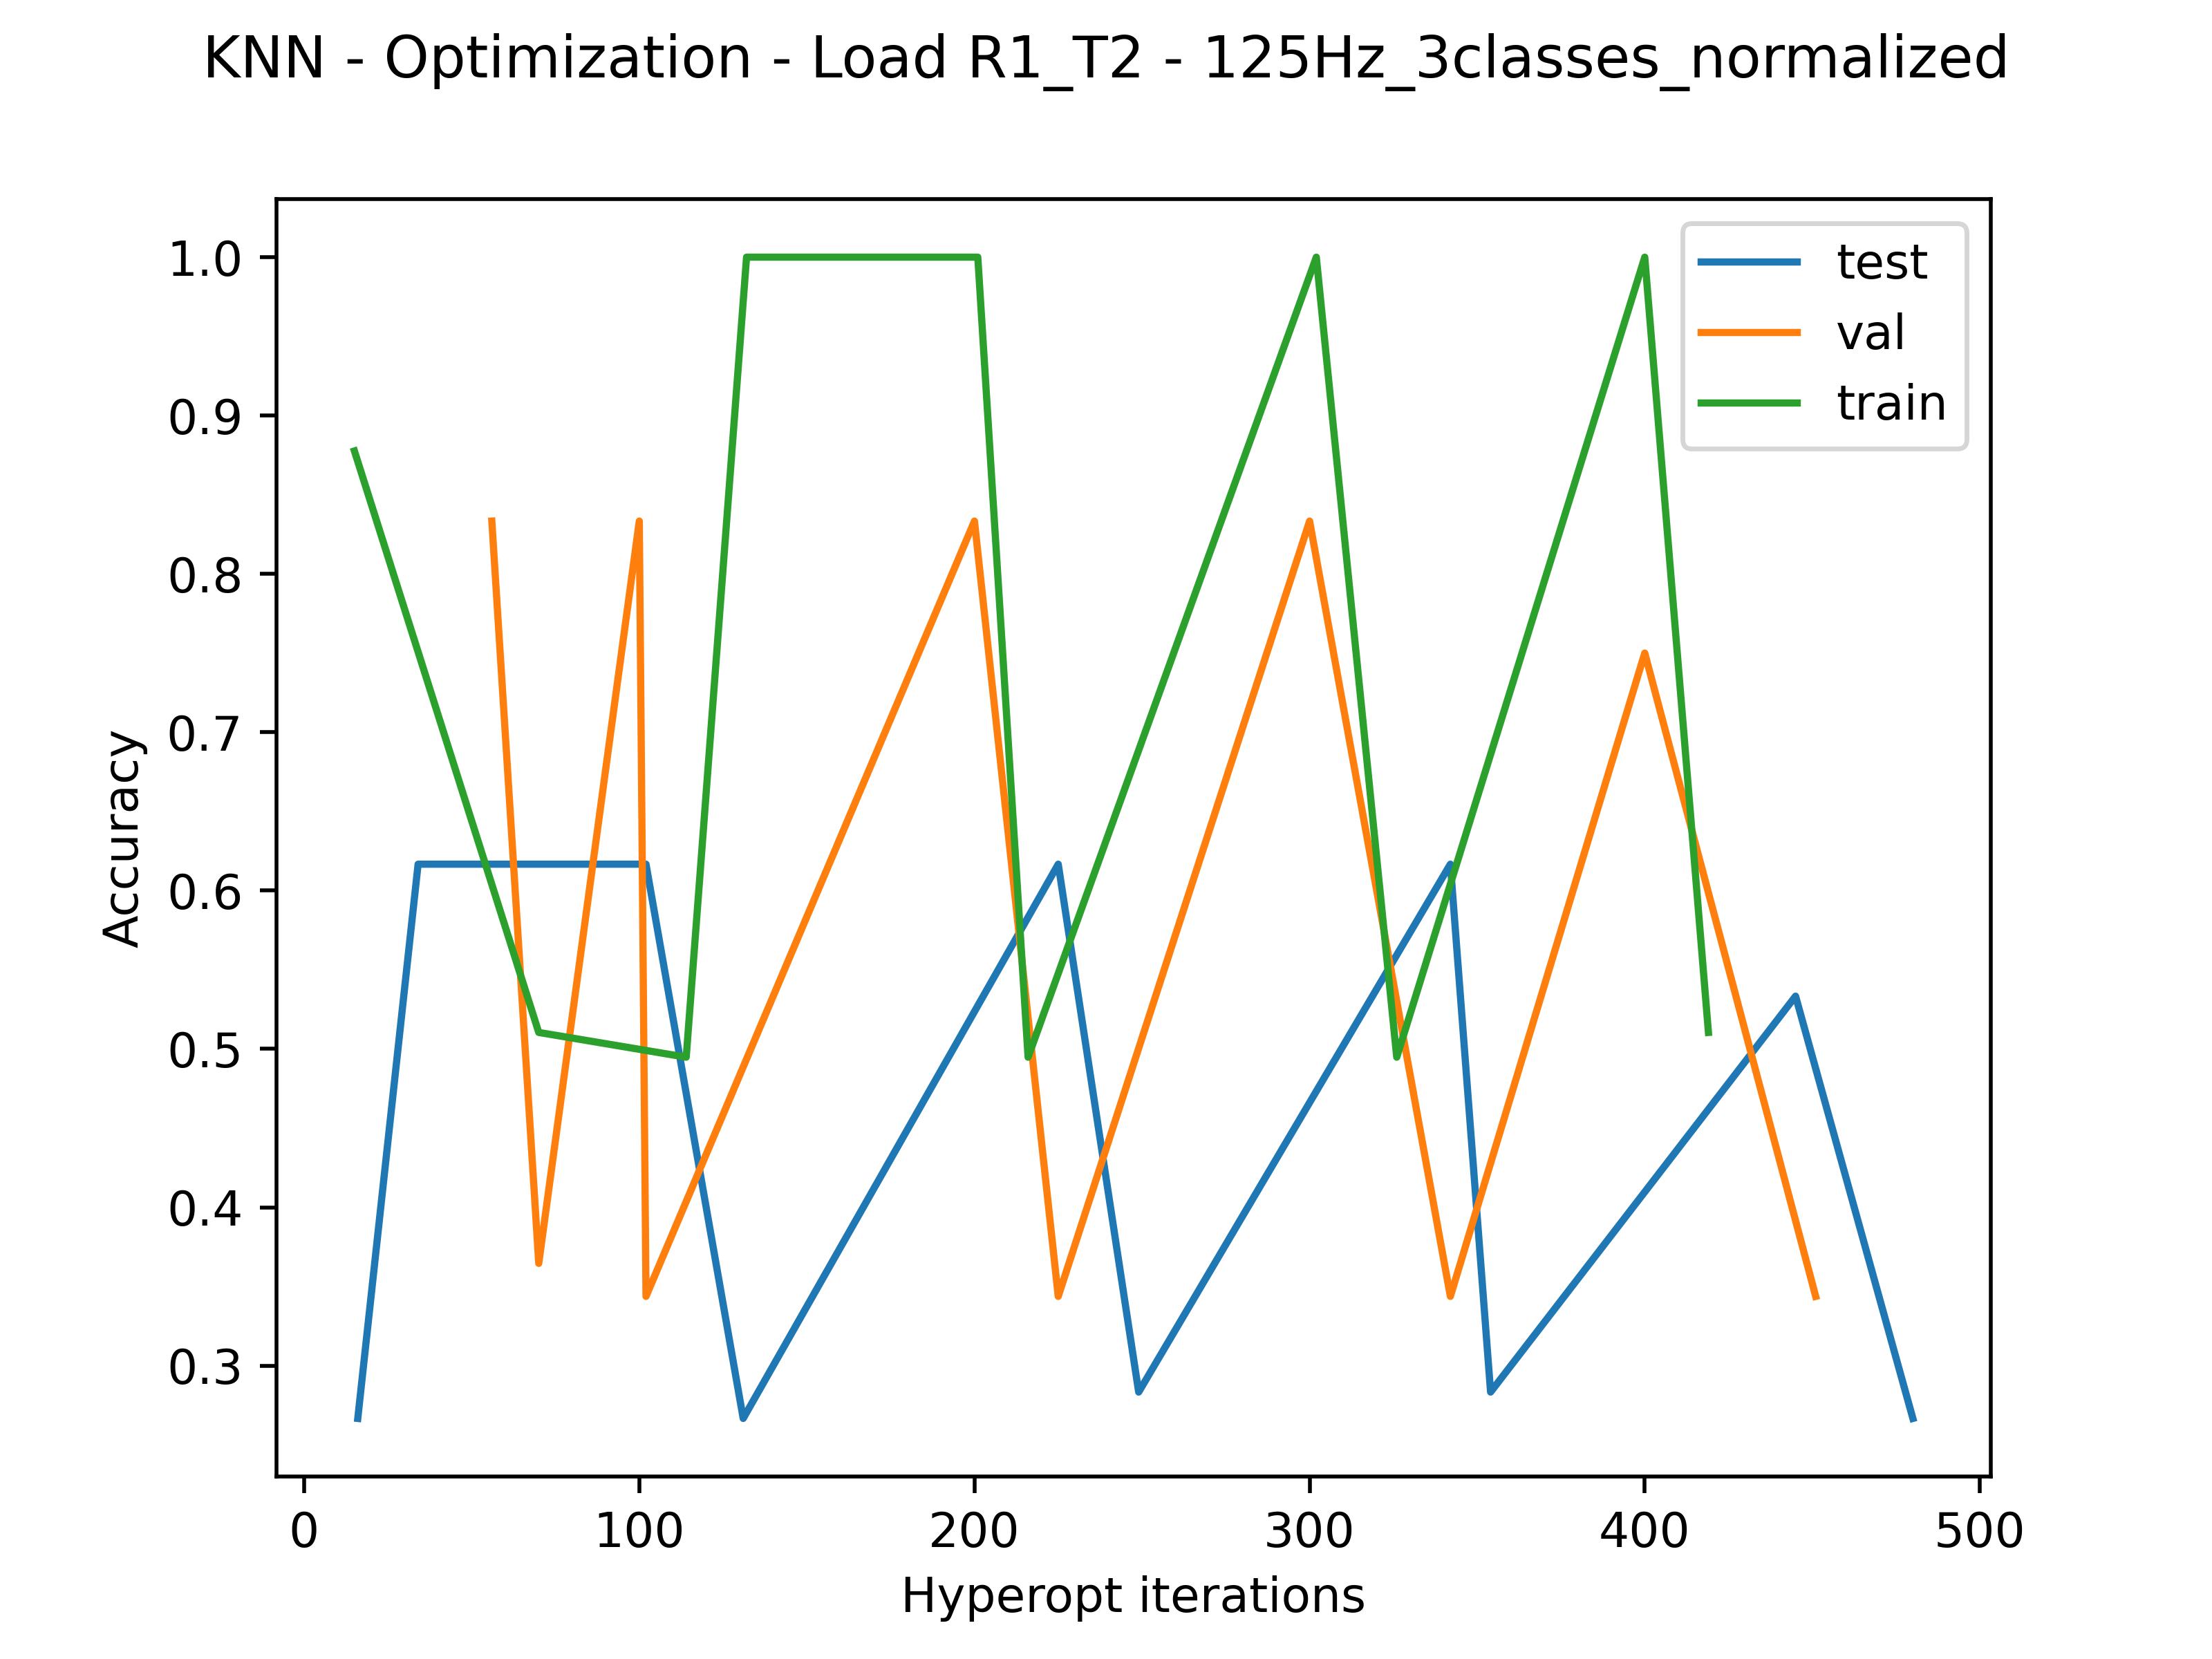 KNN - Optimization - Load R1_T2 - 125Hz_3classes_normalized
1.0
0.9
0.8
0.7
0.6
0.5
0.4
0.3
Accuracy
test
val
train
0 100 200 300 400 500
Hyperopt iterations